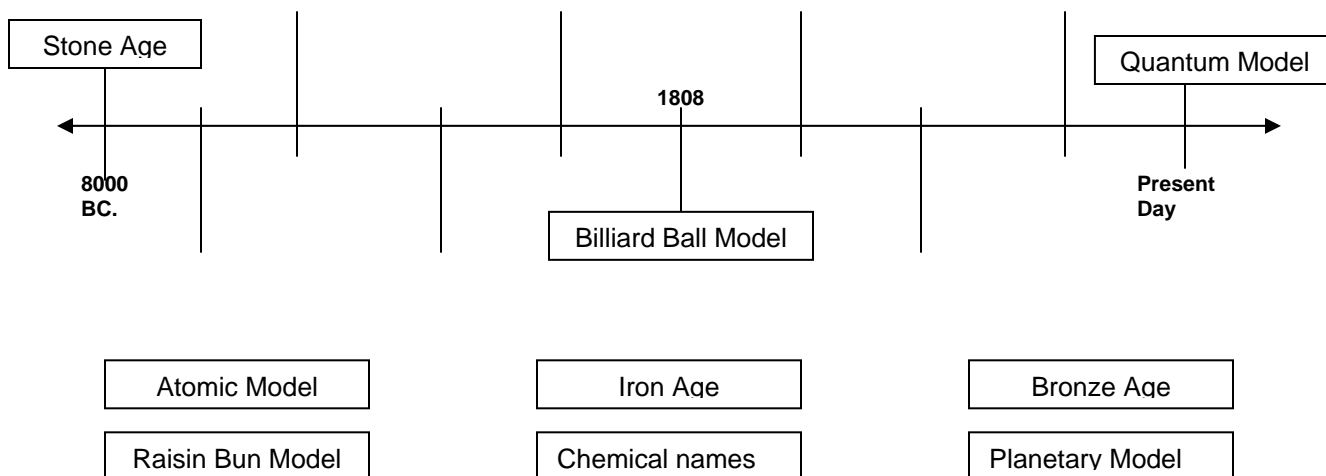 Stone Age
Quantum Model
1808
8000
BC.
Present
Day
Billiard Ball Model
Atomic Model
Iron Age
Bronze Age
Raisin Bun Model
Chemical names
Planetary Model